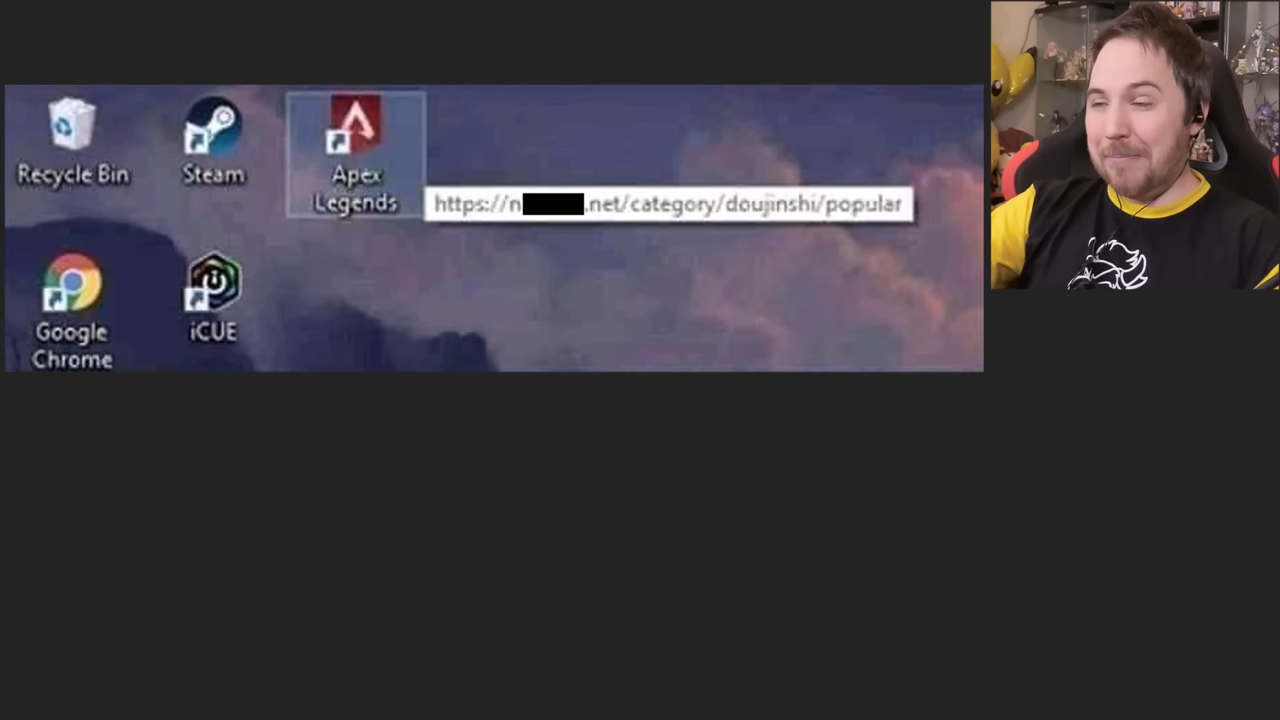 Recycle Bin
Steam
Apex
Legends
https://n.net/category/doujinshi/popular
Google
Chrome
iCUE